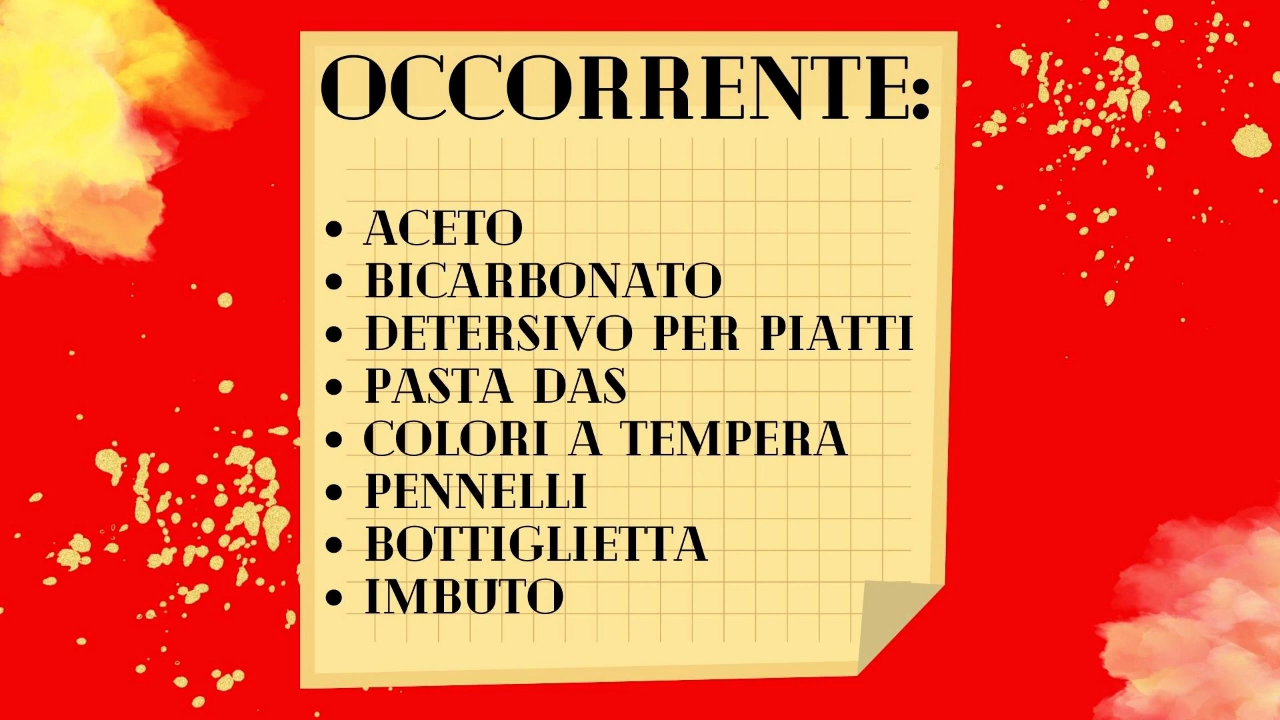 OCCORRENTE:
• ACETO
• BICARBONATO
• DETERSIVO PER PIATTI
• PASTA DAS
• COLORI A TEMPERA
• PENNELLI
• BOTTIGLIETTA
• IMBUTO